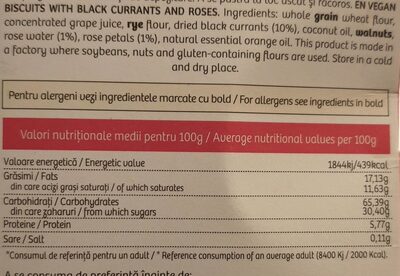 a se păstra la loc uscat și răcoros. EN VEGAN
BISCUITS WITH BLACK CURRANTS AND ROSES. Ingredients: whole grain wheat flour,
concentrated grape juice, rye flour, dried black currants (10%), coconut oil, walnuts,
rose water (1%), rose petals (1%), natural essential orange oil. This product is made in
a factory where soybeans, nuts and gluten-containing flours are used. Store in a cold
and dry place.
Pentru alergeni vezi ingredientele marcate cu bold / For allergens see ingredients in bold
Valori nutriționale medii pentru 100g / Average nutritional values per 100g
Valoare energetică / Energetic value 1844kj/439kcal
Grăsimi / Fats 17,13g
din care acizi grași saturați / of which saturates 11,63g
Carbohidrați / Carbohydrates 65,39g
din care zaharuri / from which sugars 30,40g
Proteine / Protein 5,77g
Sare / Salt 0,11g
*Consumul de referință pentru un adult / * Reference consumption of an average adult (8400 Kj / 2000 Kcal).
A se consuma de preferință înainte de: